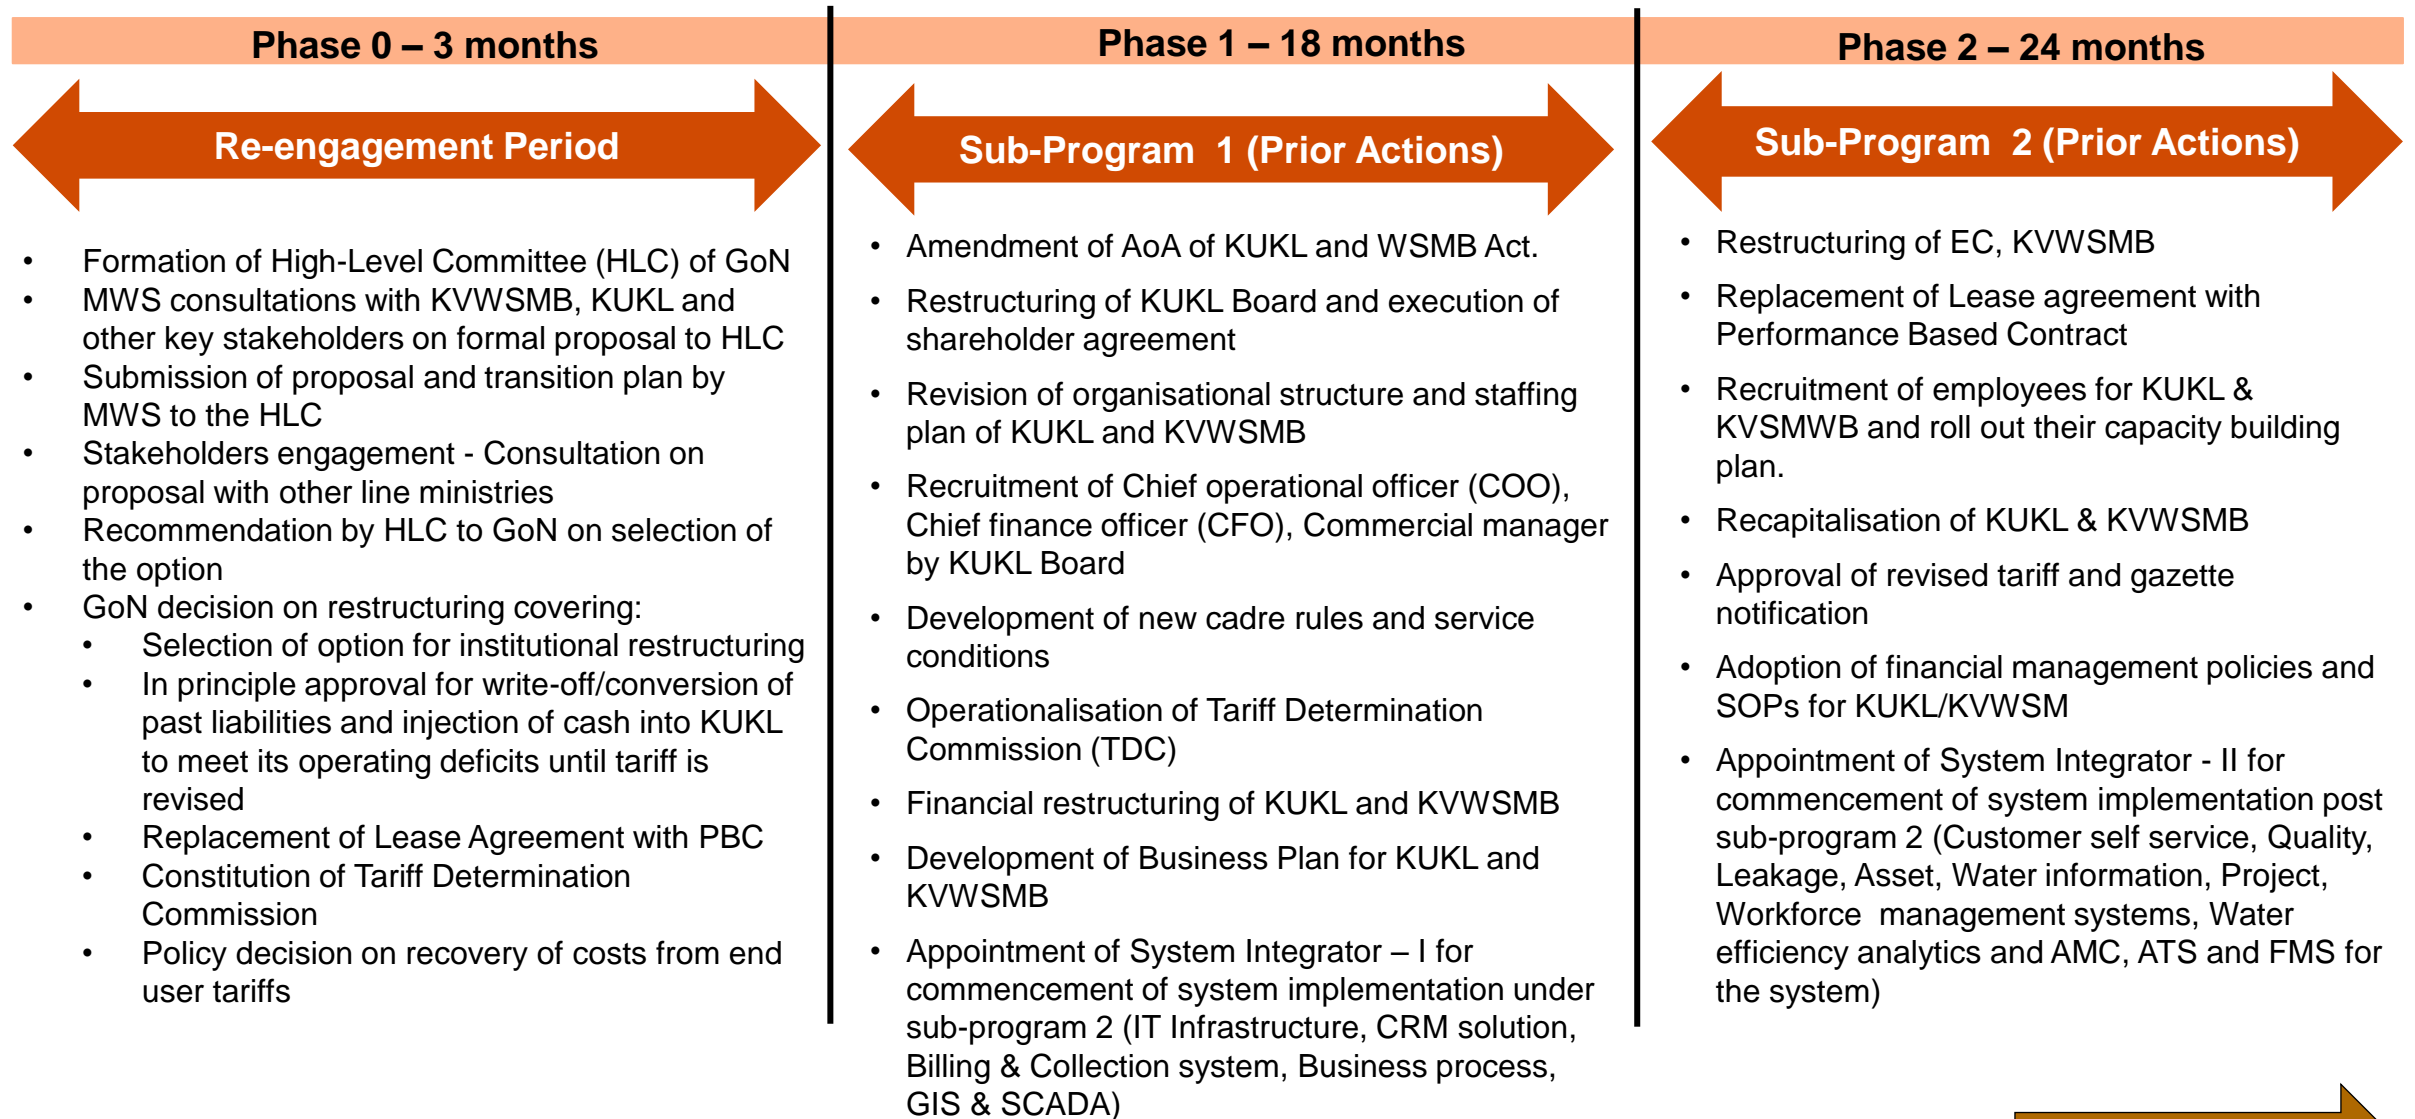 Phase 0 – 3 months
Re-engagement Period
• Formation of High-Level Committee (HLC) of GoN
• MWS consultations with KVWSMB, KUKL and
other key stakeholders on formal proposal to HLC
• Submission of proposal and transition plan by
MWS to the HLC
• Stakeholders engagement - Consultation on
proposal with other line ministries
• Recommendation by HLC to GoN on selection of
the option
• GoN decision on restructuring covering:
• Selection of option for institutional restructuring
• In principle approval for write-off/conversion of
past liabilities and injection of cash into KUKL
to meet its operating deficits until tariff is
revised
• Replacement of Lease Agreement with PBC
• Constitution of Tariff Determination
Commission
• Policy decision on recovery of costs from end
user tariffs
Phase 1 – 18 months
Sub-Program 1 (Prior Actions)
• Amendment of AoA of KUKL and WSMB Act.
• Restructuring of KUKL Board and execution of
shareholder agreement
• Revision of organisational structure and staffing
plan of KUKL and KVWSMB
• Recruitment of Chief operational officer (COO),
Chief finance officer (CFO), Commercial manager
by KUKL Board
• Development of new cadre rules and service
conditions
• Operationalisation of Tariff Determination
Commission (TDC)
• Financial restructuring of KUKL and KVWSMB
• Development of Business Plan for KUKL and
KVWSMB
• Appointment of System Integrator – I for
commencement of system implementation under
sub-program 2 (IT Infrastructure, CRM solution,
Billing & Collection system, Business process,
GIS & SCADA)
Phase 2 – 24 months
Sub-Program 2 (Prior Actions)
• Restructuring of EC, KVWSMB
• Replacement of Lease agreement with
Performance Based Contract
• Recruitment of employees for KUKL &
KVSMWB and roll out their capacity building
plan.
• Recapitalisation of KUKL & KVWSMB
• Approval of revised tariff and gazette
notification
• Adoption of financial management policies and
SOPs for KUKL/KVWSM
• Appointment of System Integrator - II for
commencement of system implementation post
sub-program 2 (Customer self service, Quality,
Leakage, Asset, Water information, Project,
Workforce management systems, Water
efficiency analytics and AMC, ATS and FMS for
the system)